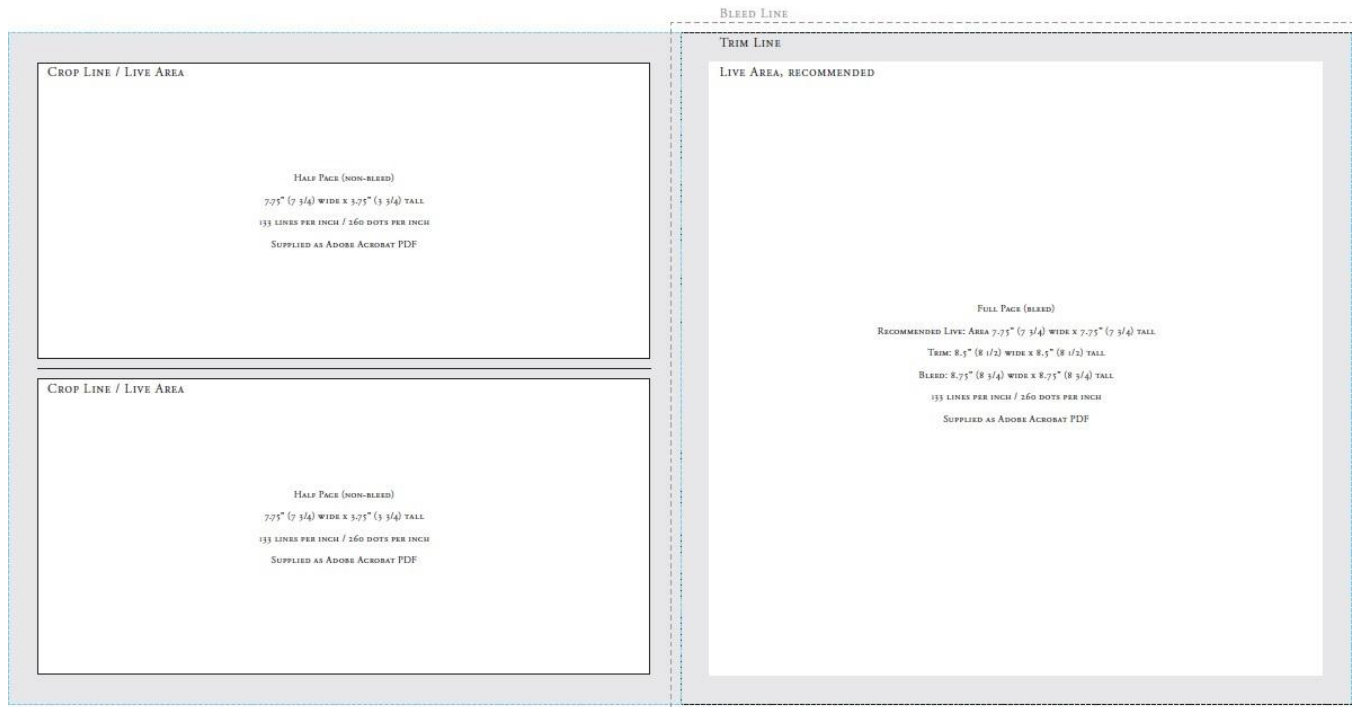 Bleed Line
Trim Line
Crop Line / Live Area
Half Page (non-bleed)
7.75" (7 3/4) wide x 3.75" (3 3/4) tall
133 lines per inch / 260 dots per inch
Supplied as Adobe Acrobat PDF
Crop Line / Live Area
Half Page (non-bleed)
7.75" (7 3/4) wide x 3.75" (3 3/4) tall
133 lines per inch / 260 dots per inch
Supplied as Adobe Acrobat PDF
Live Area, recommended
Full Page (bleed)
Recommended Live: Area 7.75" (7 3/4) wide x 7.75" (7 3/4) tall
Trim: 8.5" (8 1/2) wide x 8.5" (8 1/2) tall
Bleed: 8.75" (8 3/4) wide x 8.75" (8 3/4) tall
133 lines per inch / 260 dots per inch
Supplied as Adobe Acrobat PDF